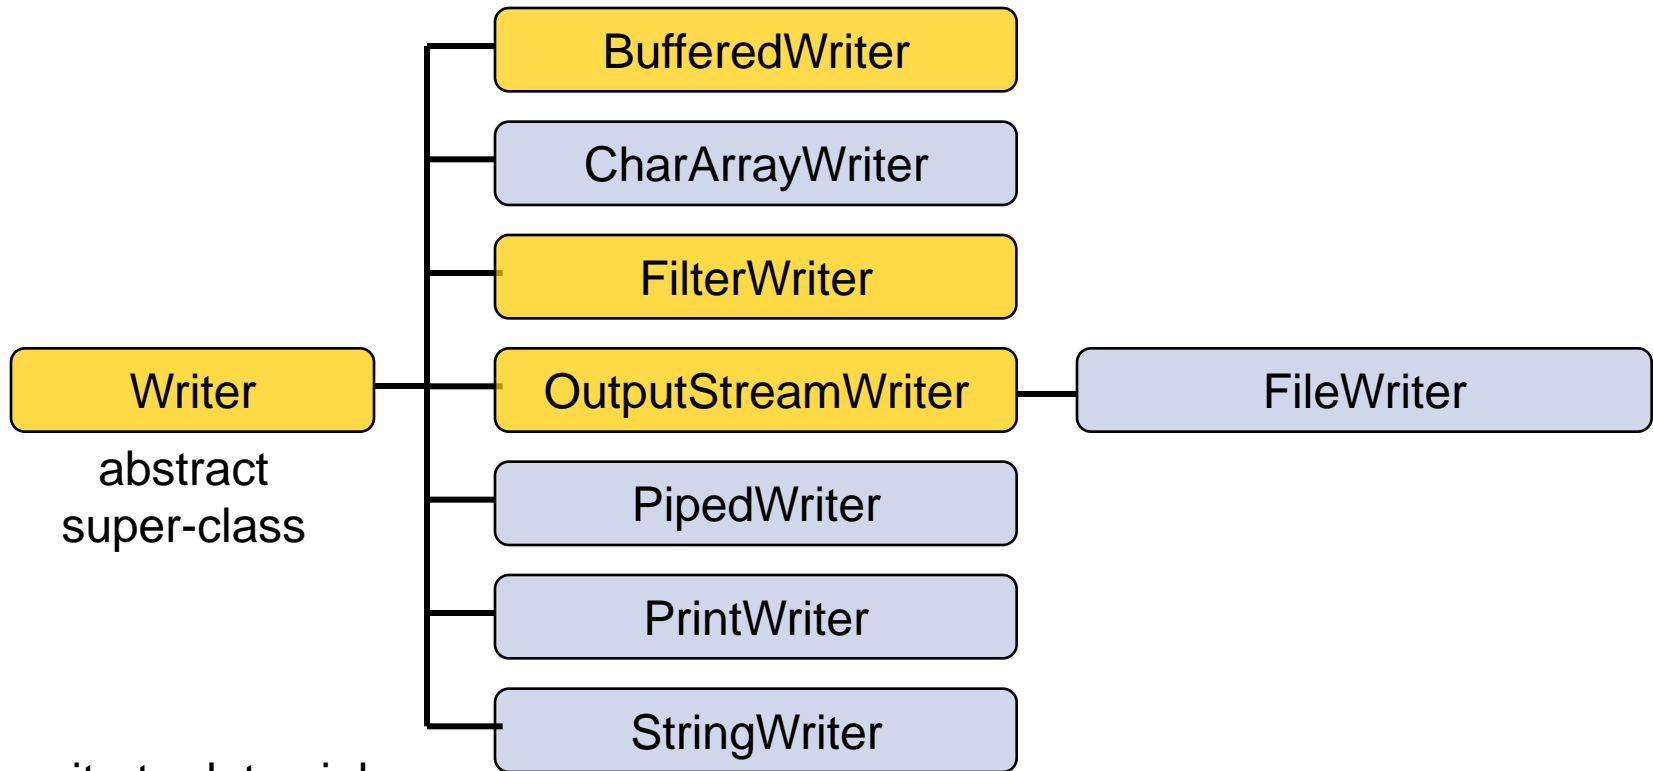 BufferedWriter
CharArrayWriter
FilterWriter
Writer
OutputStreamWriter
FileWriter
abstract
super-class
PipedWriter
PrintWriter
StringWriter